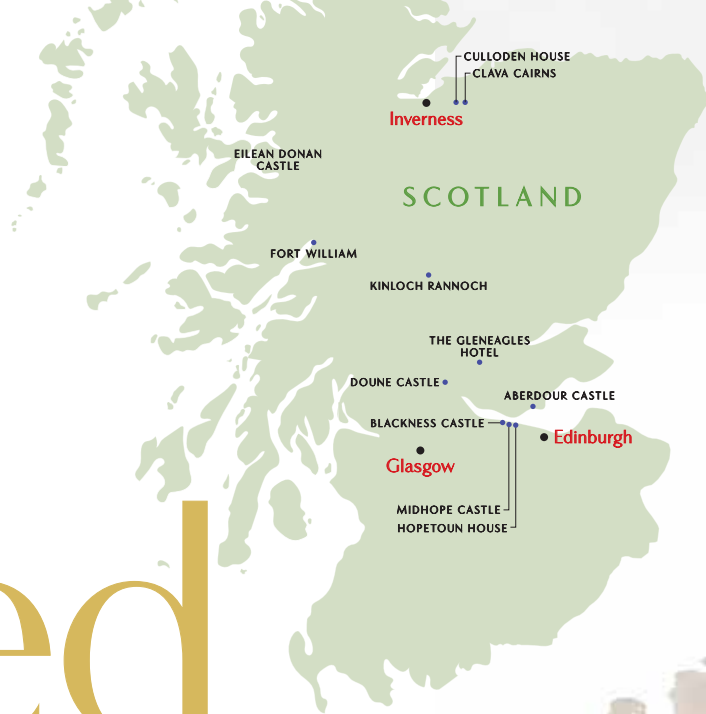 CULLODEN HOUSE
CLAVA CAIRNS
Inverness
EILEAN DONAN
CASTLE
SCOTLAND
FORT WILLIAM
KINLOCH RANNOCH
THE GLENEAGLES
HOTEL
DOUNE CASTLE
ABERDOUR CASTLE
BLACKNESS CASTLE
Edinburgh
Glasgow
MIDHOPE CASTLE
HOPETOUN HOUSE
ed